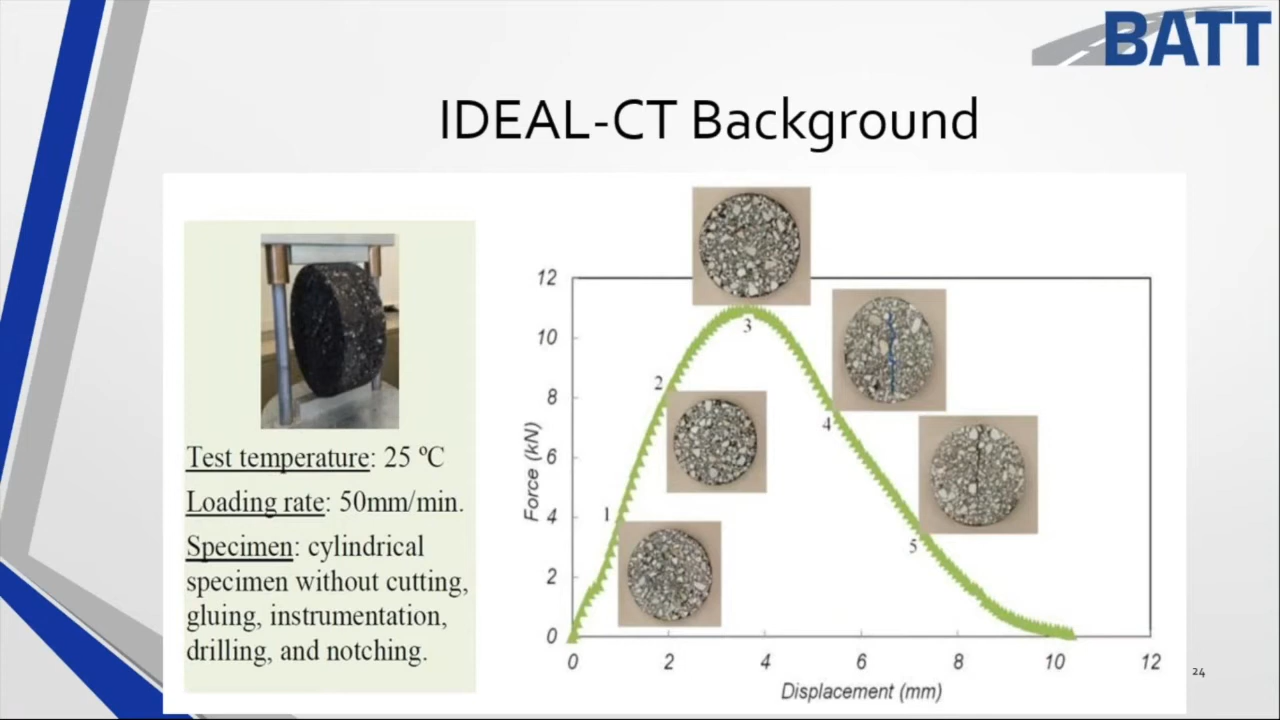 BATT
IDEAL-CT Background
Test temperature: 25 ºC
Loading rate: 50mm/min.
Specimen: cylindrical
specimen without cutting,
gluing, instrumentation,
drilling, and notching.
12
10
8
6
4
2
0
Force (kN)
1
2
3
4
5
0 2 4 6 8 10 12
Displacement (mm)
24